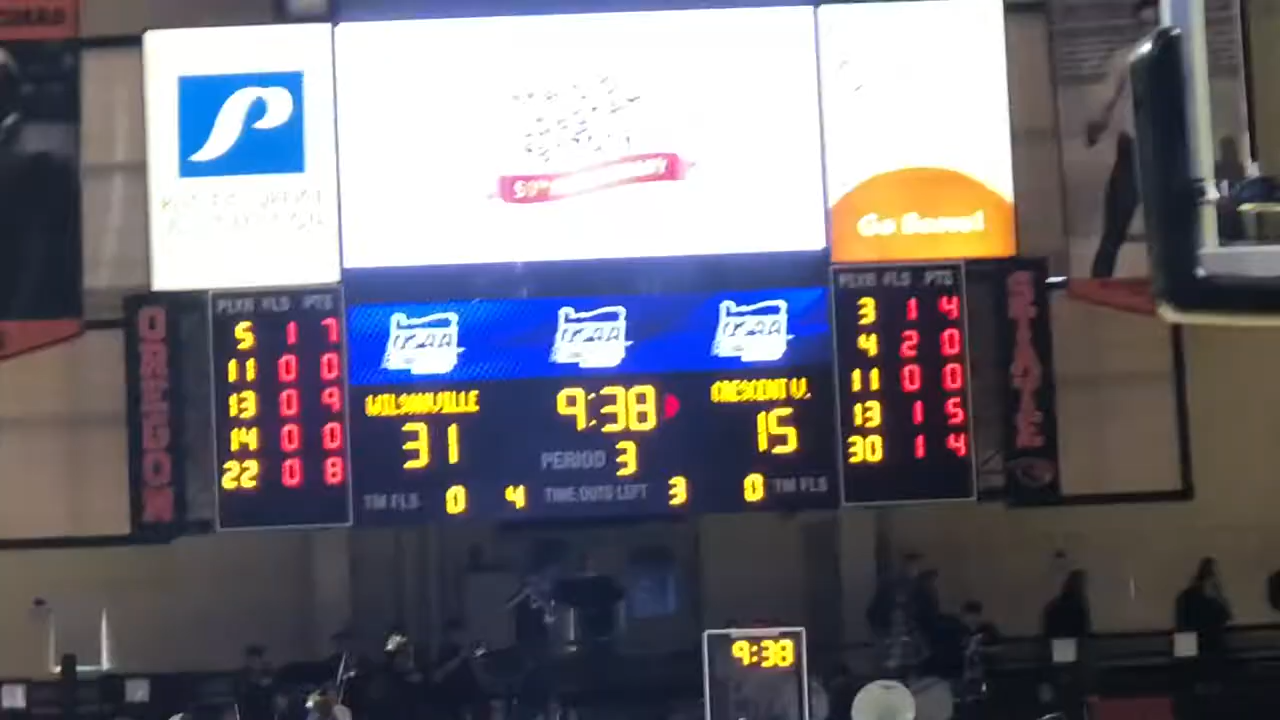 Go Beavs!
OREGON
STATE
PLYR FLS PTS
5 1 7
11 0 0
13 0 9
14 0 0
22 0 8
PLYR FLS PTS
3 1 4
4 2 0
11 0 0
13 1 5
30 1 4
OSAA
OSAA
OSAA
WILSONVILLE
9:38
CRESCENT V.
31
15
PERIOD 3
TM FLS 0 4 TIME OUTS LEFT 3 0 TM FLS
9:38